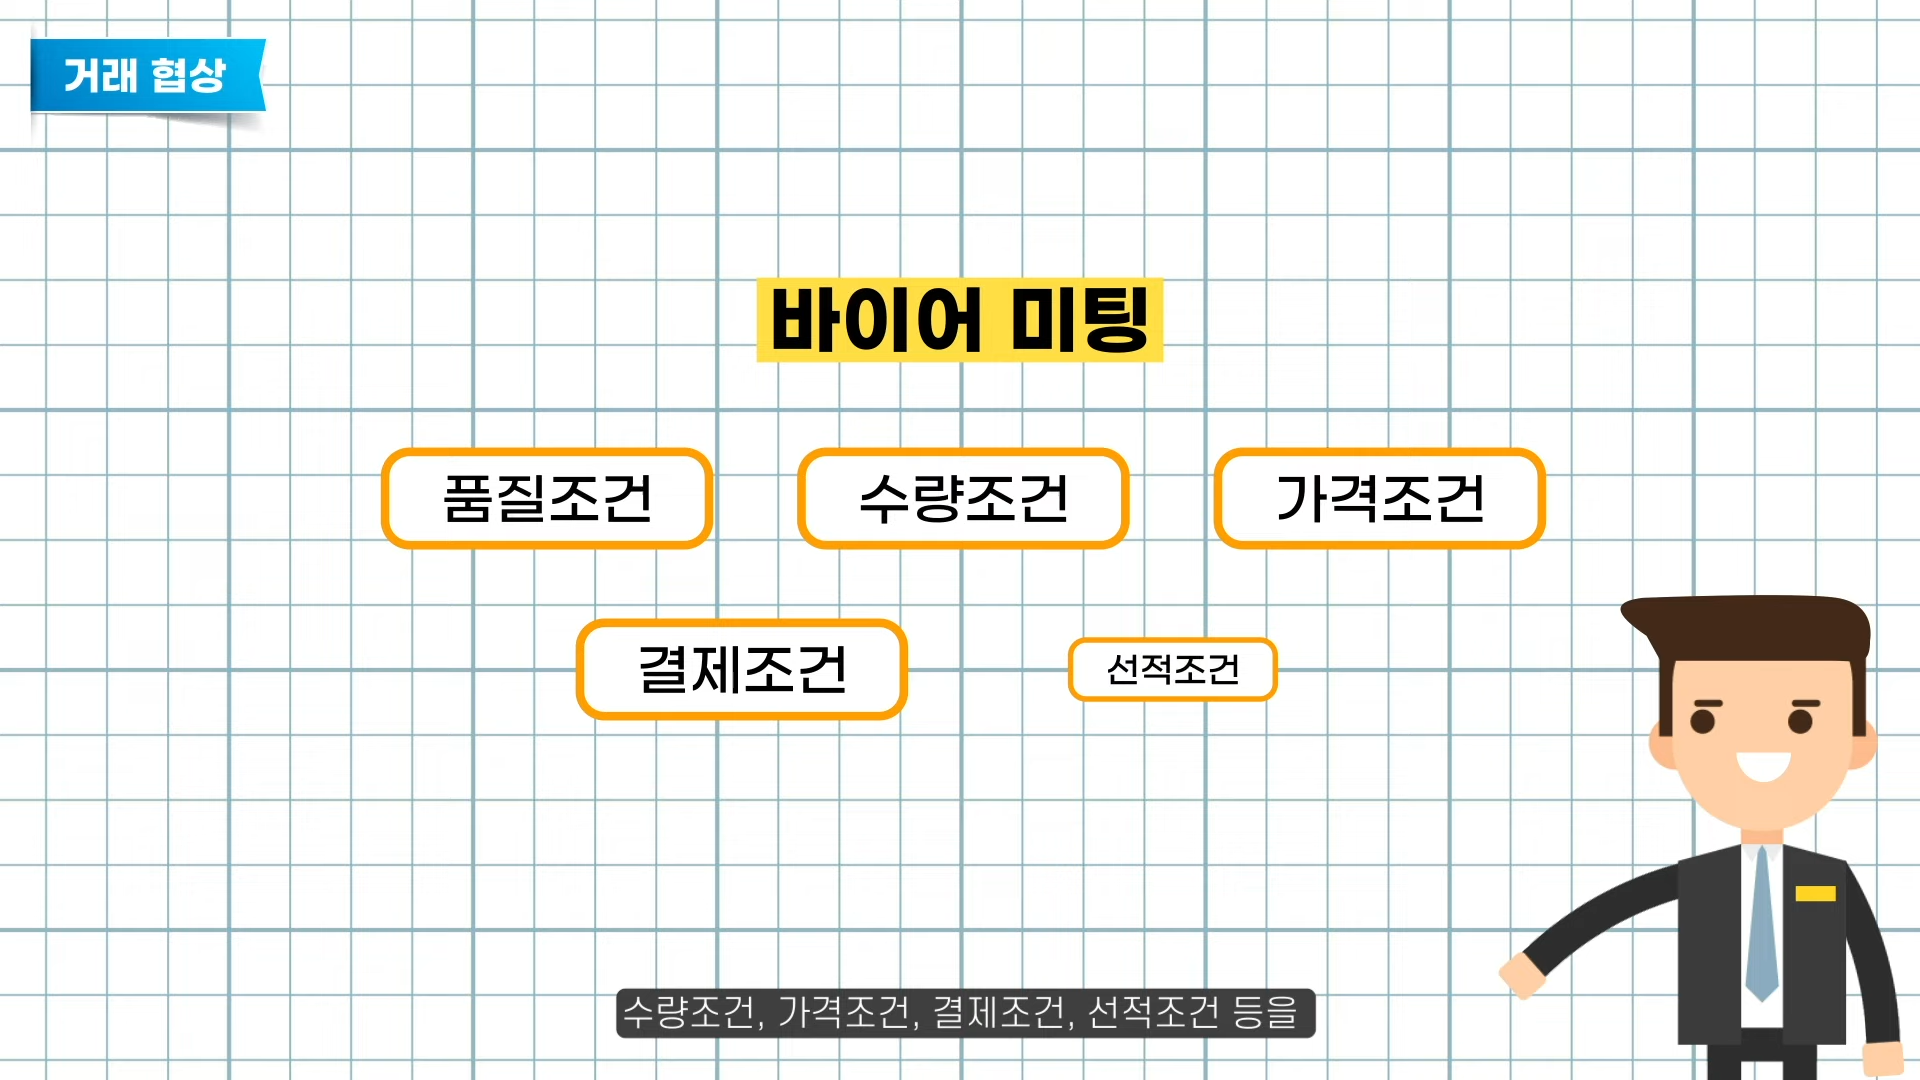 거래 협상
바이어 미팅
품질조건
수량조건
가격조건
결제조건
선적조건
수량조건, 가격조건, 결제조건, 선적조건 등을